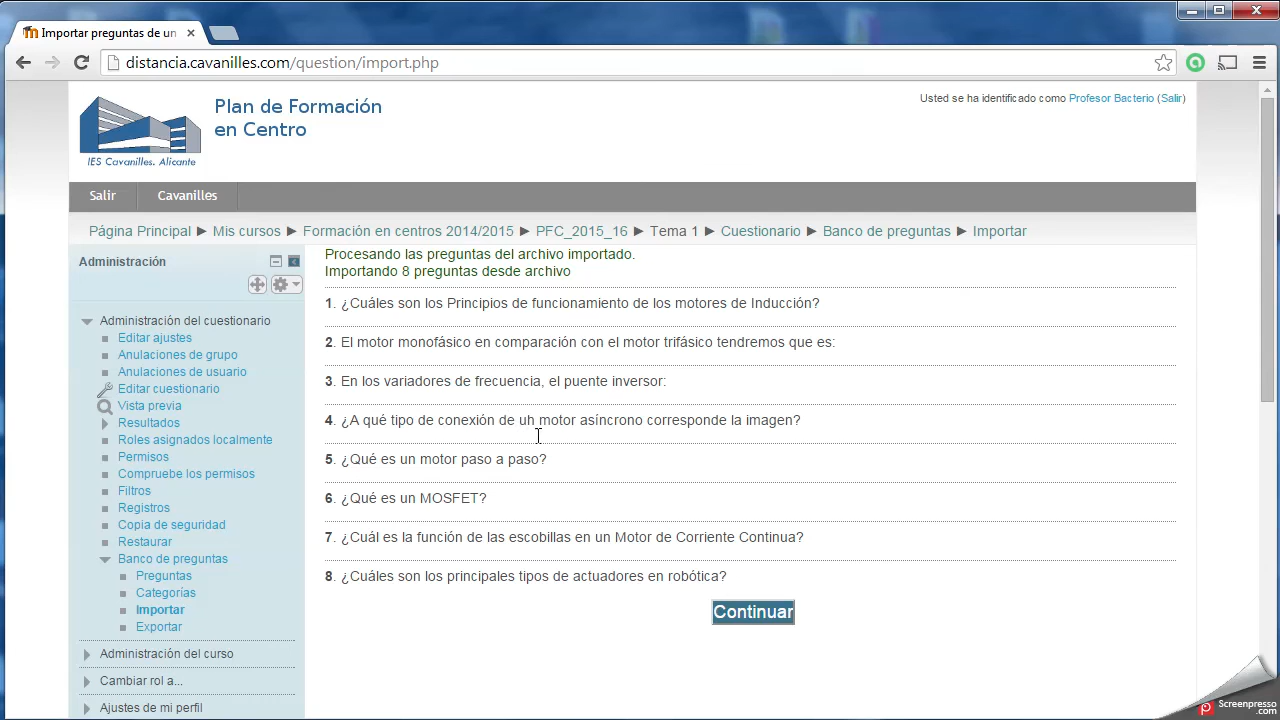 Importar preguntas de un
distancia.cavanilles.com/question/import.php
Plan de Formación
en Centro
IES Cavanilles. Alicante
Usted se ha identificado como Profesor Bacterio (Salir)
Salir Cavanilles
Página Principal ▶ Mis cursos ▶ Formación en centros 2014/2015 ▶ PFC_2015_16 ▶ Tema 1 ▶ Cuestionario ▶ Banco de preguntas ▶ Importar
Administración
Administración del cuestionario
Editar ajustes
Anulaciones de grupo
Anulaciones de usuario
Editar cuestionario
Vista previa
Resultados
Roles asignados localmente
Permisos
Compruebe los permisos
Filtros
Registros
Copia de seguridad
Restaurar
Banco de preguntas
Preguntas
Categorías
Importar
Exportar
Administración del curso
Cambiar rol a...
Ajustes de mi perfil
Procesando las preguntas del archivo importado.
Importando 8 preguntas desde archivo
1. ¿Cuáles son los Principios de funcionamiento de los motores de Inducción?
2. El motor monofásico en comparación con el motor trifásico tendremos que es:
3. En los variadores de frecuencia, el puente inversor:
4. ¿A qué tipo de conexión de un motor asíncrono corresponde la imagen?
5. ¿Qué es un motor paso a paso?
6. ¿Qué es un MOSFET?
7. ¿Cuál es la función de las escobillas en un Motor de Corriente Continua?
8. ¿Cuáles son los principales tipos de actuadores en robótica?
Continuar
Screenpresso
.com